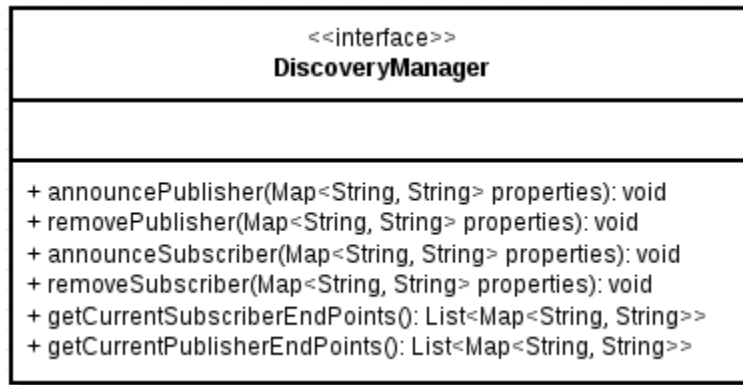 <<interface>>
DiscoveryManager
+ announcePublisher(Map<String, String> properties): void
+ removePublisher(Map<String, String> properties): void
+ announceSubscriber(Map<String, String> properties): void
+ removeSubscriber(Map<String, String> properties): void
+ getCurrentSubscriberEndPoints(): List<Map<String, String>>
+ getCurrentPublisherEndPoints(): List<Map<String, String>>